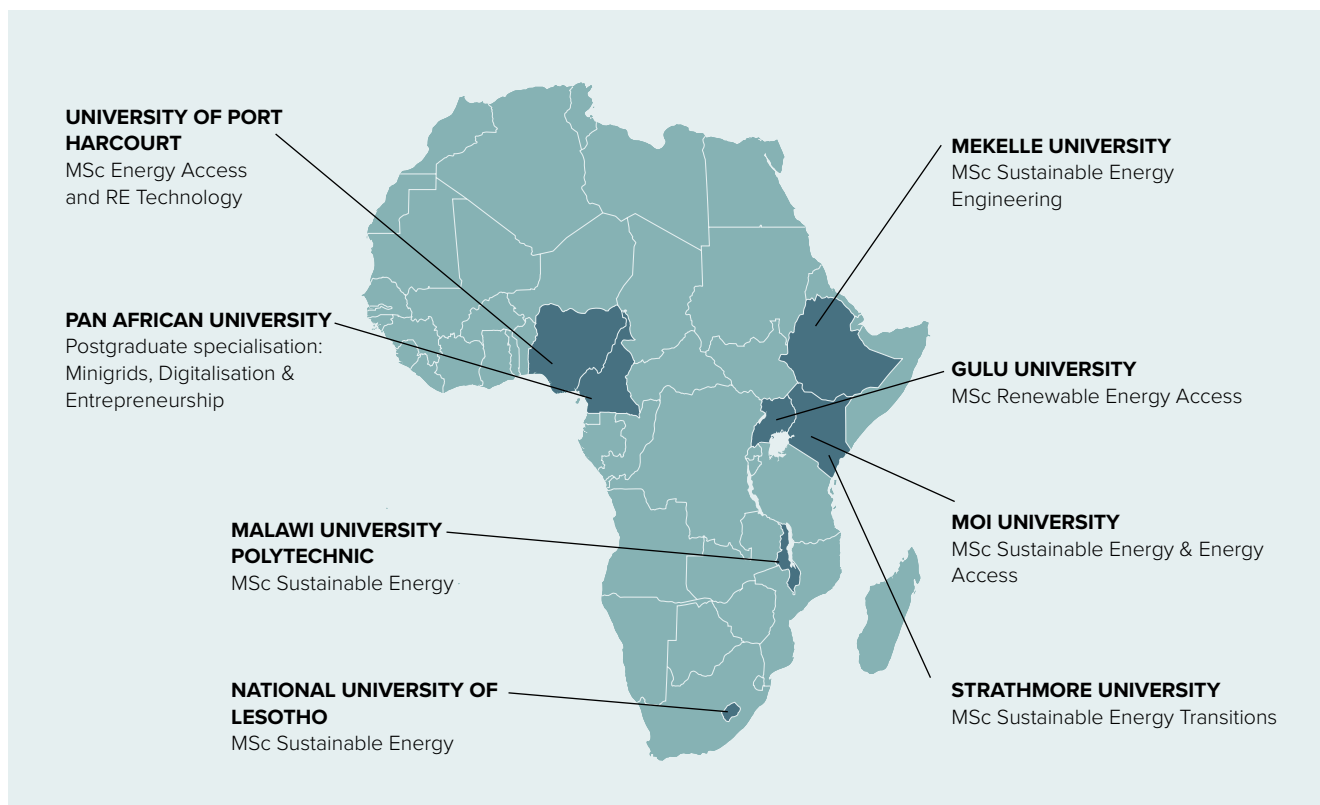 UNIVERSITY OF PORT
HARCOURT
MSc Energy Access
and RE Technology
PAN AFRICAN UNIVERSITY
Postgraduate specialisation:
Minigrids, Digitalisation &
Entrepreneurship
MALAWI UNIVERSITY
POLYTECHNIC
MSc Sustainable Energy
NATIONAL UNIVERSITY OF
LESOTHO
MSc Sustainable Energy
MEKELLE UNIVERSITY
MSc Sustainable Energy
Engineering
GULU UNIVERSITY
MSc Renewable Energy Access
MOI UNIVERSITY
MSc Sustainable Energy & Energy
Access
STRATHMORE UNIVERSITY
MSc Sustainable Energy Transitions